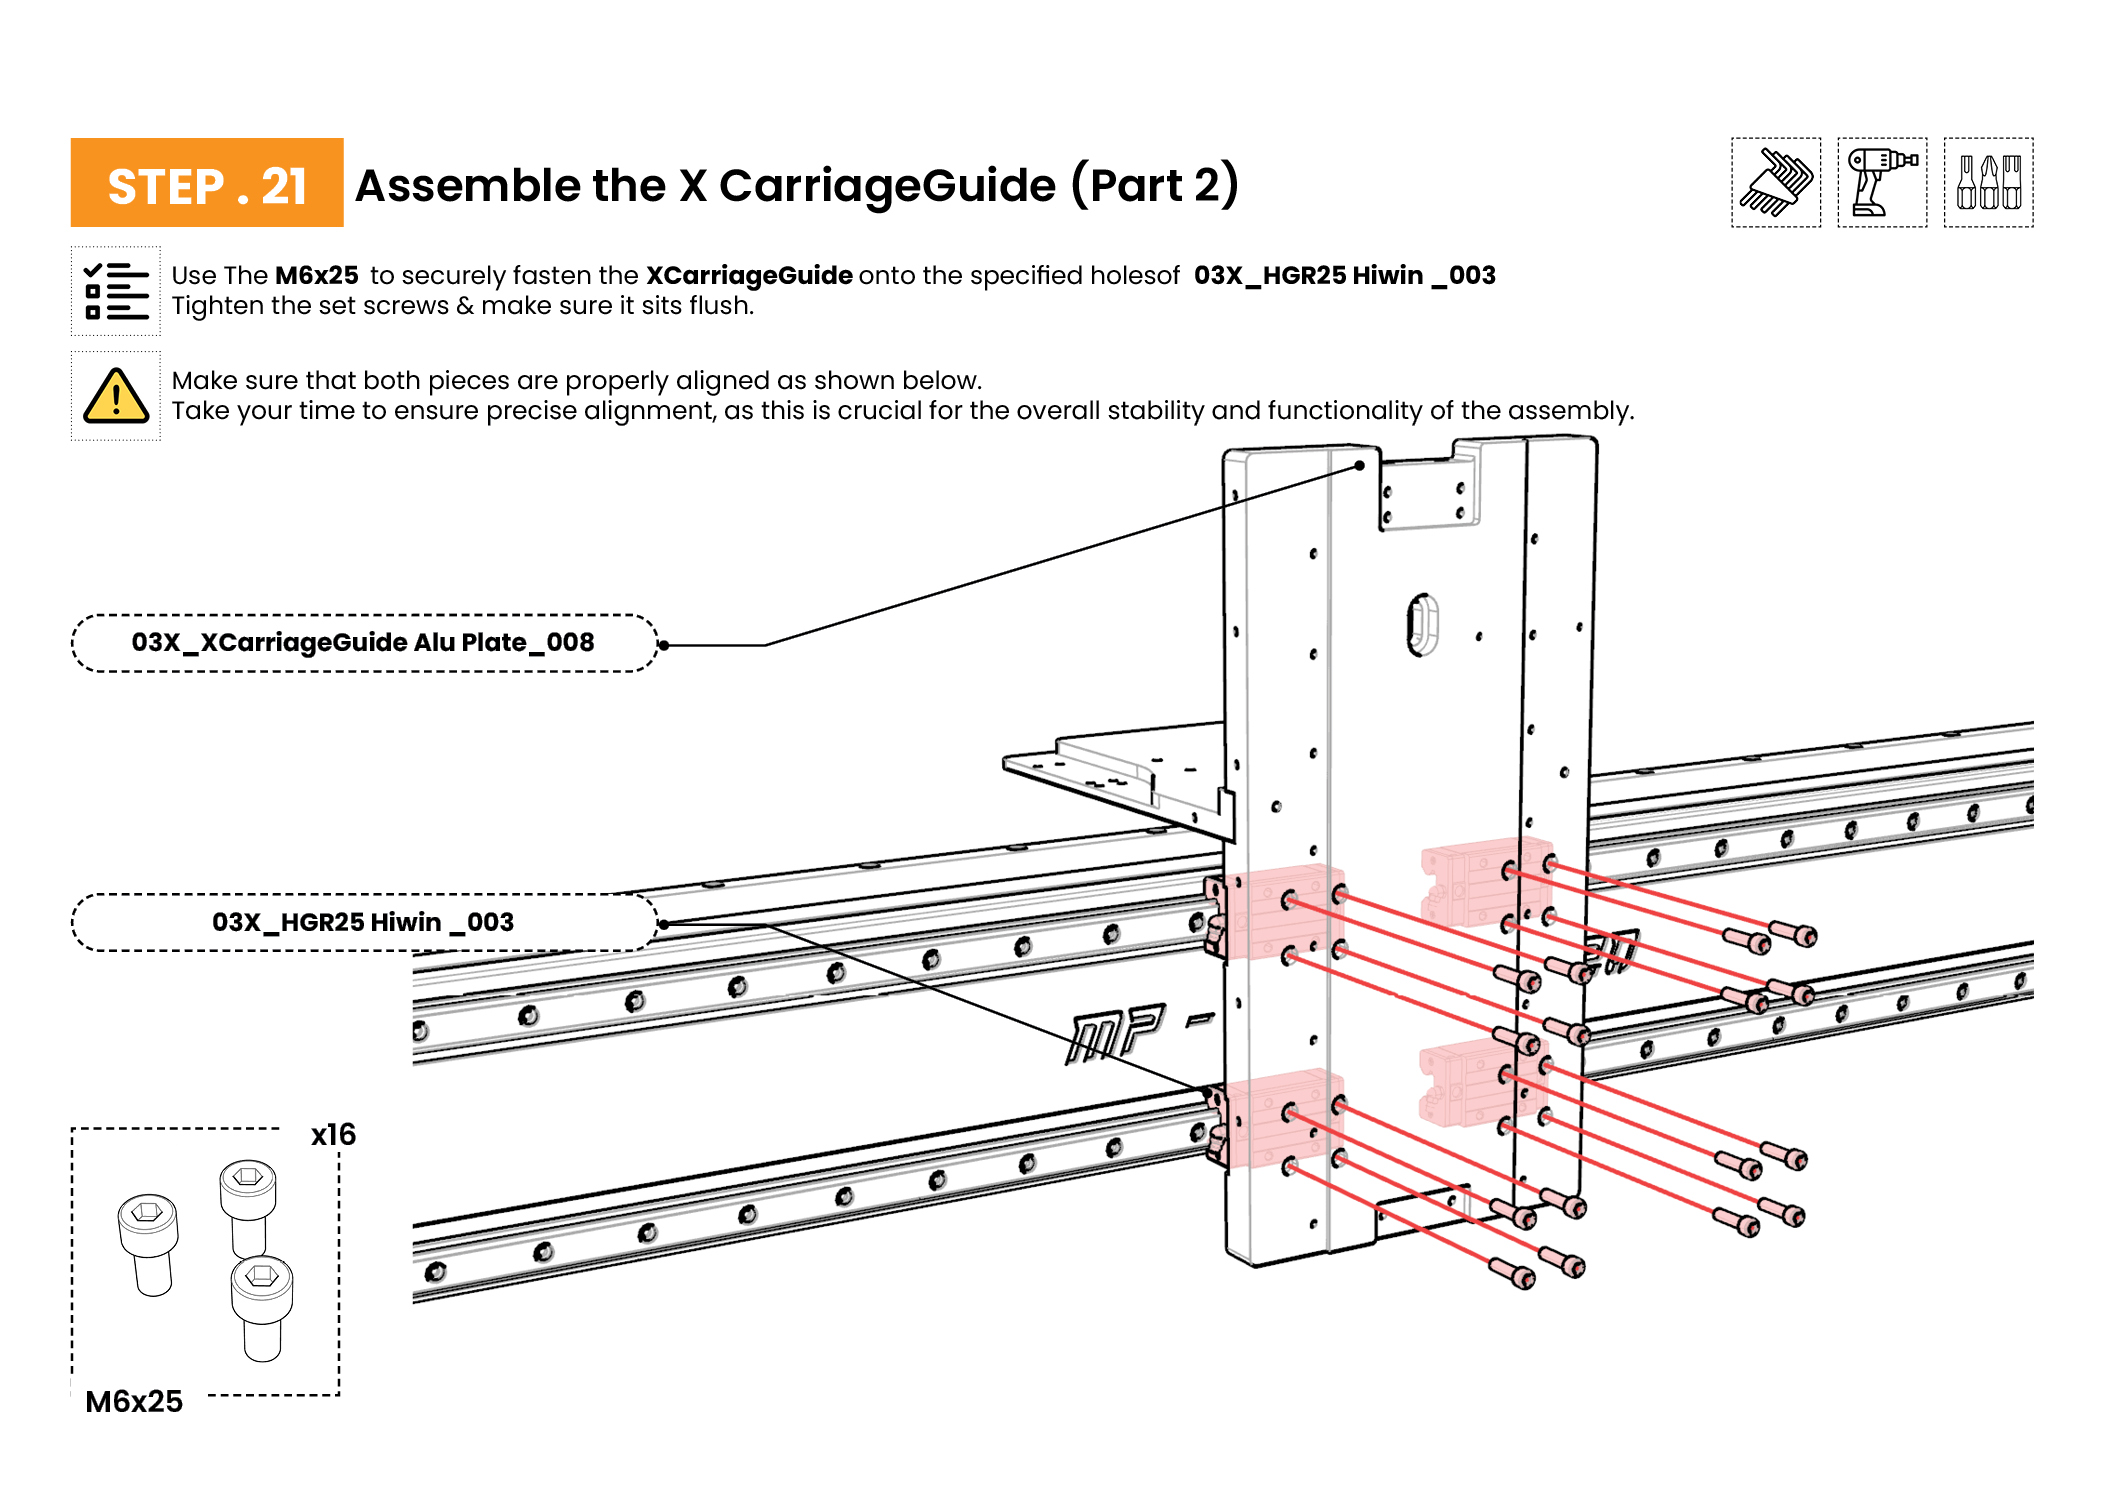 STEP . 21
Assemble the X CarriageGuide (Part 2)
Use The M6x25 to securely fasten the XCarriageGuide onto the specified holesof 03X_HGR25 Hiwin _003
Tighten the set screws & make sure it sits flush.
Make sure that both pieces are properly aligned as shown below.
Take your time to ensure precise alignment, as this is crucial for the overall stability and functionality of the assembly.
03X_XCarriageGuide Alu Plate_008
03X_HGR25 Hiwin _003
MP -
x16
M6x25